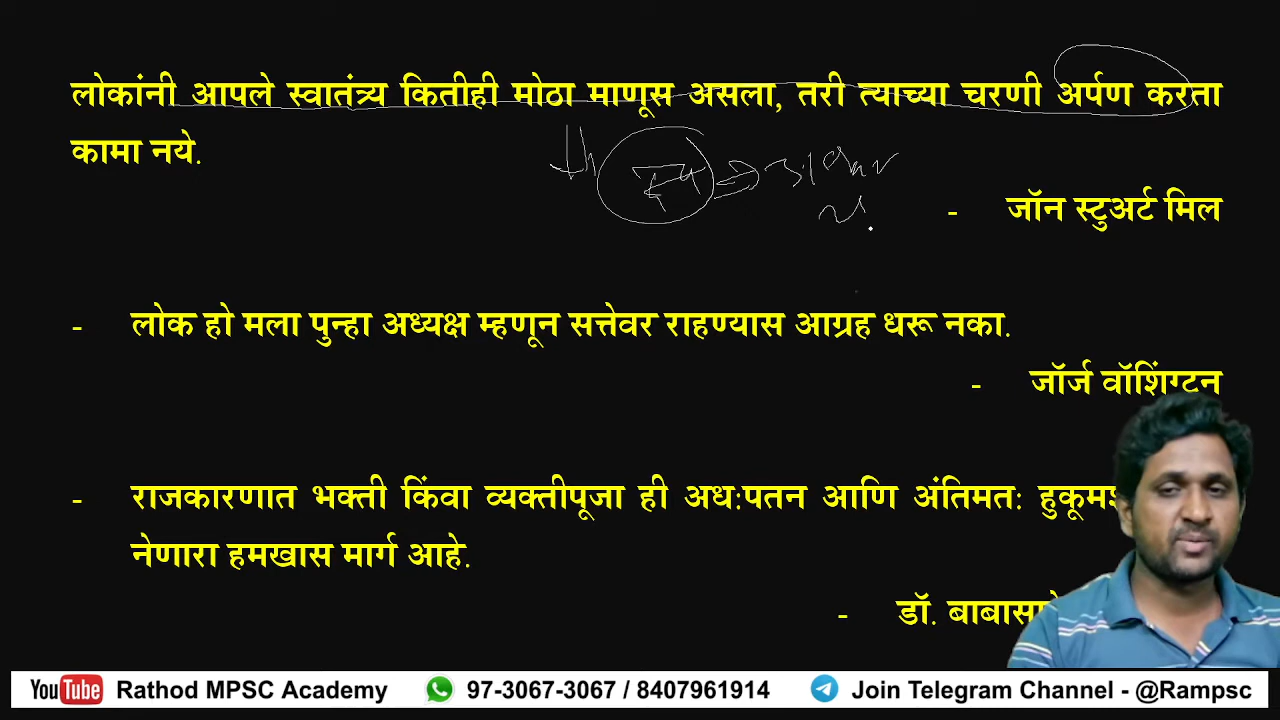 लोकांनी आपले स्वातंत्र्य कितीही मोठा माणूस असला, तरी त्याच्या चरणी अर्पण करता
कामा नये.
- जॉन स्टुअर्ट मिल
- लोक हो मला पुन्हा अध्यक्ष म्हणून सत्तेवर राहण्यास आग्रह धरू नका.
- जॉर्ज वॉशिंग्टन
- राजकारणात भक्ती किंवा व्यक्तीपूजा ही अध:पतन आणि अंतिमत:
नेणारा हमखास मार्ग आहे.
- डॉ.
YouTube Rathod MPSC Academy 97-3067-3067 / 8407961914 Join Telegram Channel - @Rampsc